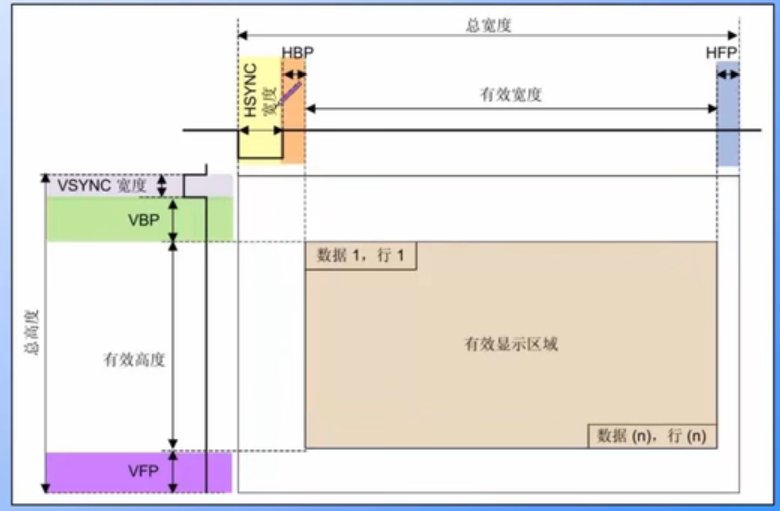 总宽度
HBP
HFP
HSYNC
宽度
有效宽度
VSYNC 宽度
VBP
数据 1，行 1
总高度
有效高度
有效显示区域
数据 (n)，行 (n)
VFP